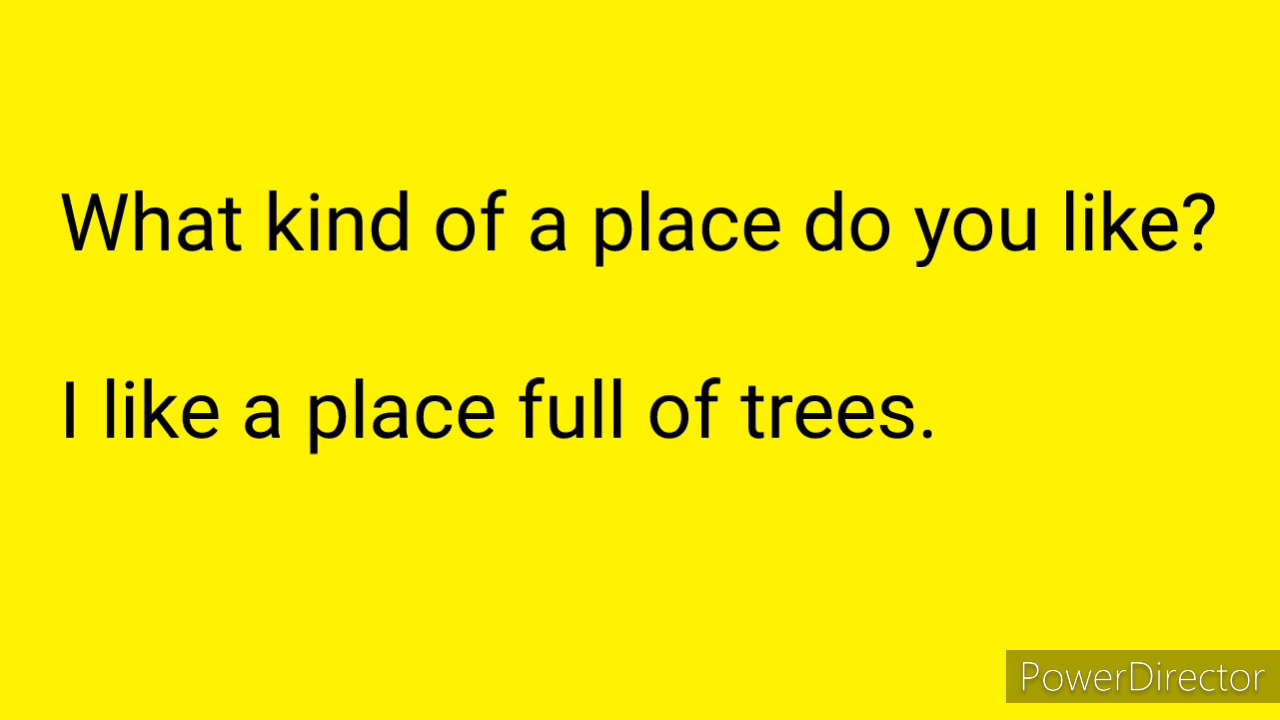 What kind of a place do you like?
I like a place full of trees.
PowerDirector